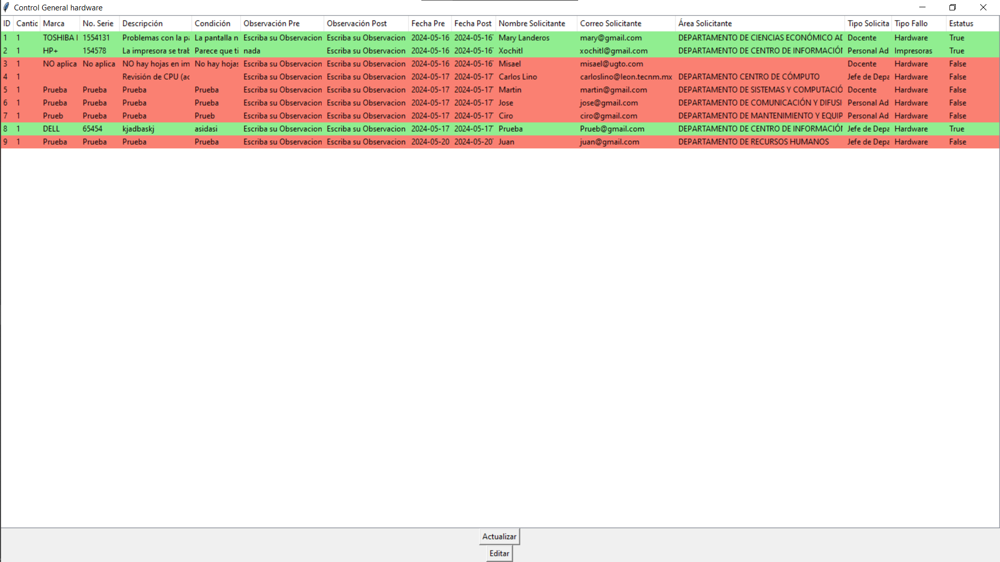 Control General hardware
ID Cantic Marca No. Serie Descripción Condición Observación Pre Observación Post Fecha Pre Fecha Post Nombre Solicitante Correo Solicitante Área Solicitante Tipo Solicita Tipo Fallo Estatus
1 1 TOSHIBA 1554131 Problemas con la La pantalla n Escriba su Observacion Escriba su Observacion 2024-05-16 2024-05-16 Mary Landeros mary@gmail.com DEPARTAMENTO DE CIENCIAS ECONÓMICO Docente Hardware True
2 1 HP+ 154578 La impresora se tral Parece que ti nada Escriba su Observacion 2024-05-16 2024-05-16 Xochitl xochitl@gmail.com DEPARTAMENTO DE CENTRO DE INFORMACIÓN Personal Ad Impresoras True
3 1 NO aplica No aplica NO hay hojas en im No hay hojas Escriba su Observacion Escriba su Observacion 2024-05-16 2024-05-16 Misael misael@ugto.com Docente Hardware False
4 1 Revisión de CPU (ac Escriba su Observacion Escriba su Observacion 2024-05-17 2024-05-17 Carlos Lino carloslino@leon.tecnm.mx DEPARTAMENTO CENTRO DE CÓMPUTO Jefe de Depa Hardware False
5 1 Prueba Prueba Prueba Prueba Escriba su Observacion Escriba su Observacion 2024-05-17 2024-05-17 Martin martin@gmail.com DEPARTAMENTO DE SISTEMAS Y COMPUTACIÓ Docente Hardware False
6 1 Prueba Prueba Prueba Prueba Escriba su Observacion Escriba su Observacion 2024-05-17 2024-05-17 Jose jose@gmail.com DEPARTAMENTO DE COMUNICACIÓN Y DIFUSI Personal Ad Hardware False
7 1 Prueb Prueba Prueba Prueb Escriba su Observacion Escriba su Observacion 2024-05-17 2024-05-17 Ciro ciro@gmail.com DEPARTAMENTO DE MANTENIMIENTO Y EQUIP Personal Ad Hardware False
8 1 DELL 65454 kjadbaskj asidasi Escriba su Observacion Escriba su Observacion 2024-05-17 2024-05-17 Prueba Prueb@gmail.com DEPARTAMENTO DE CENTRO DE INFORMACIÓN Jefe de Depa Hardware True
9 1 Prueba Prueba Prueba Prueba Escriba su Observacion Escriba su Observacion 2024-05-20 2024-05-20 Juan juan@gmail.com DEPARTAMENTO DE RECURSOS HUMANOS Jefe de Depa Hardware False
Actualizar
Editar